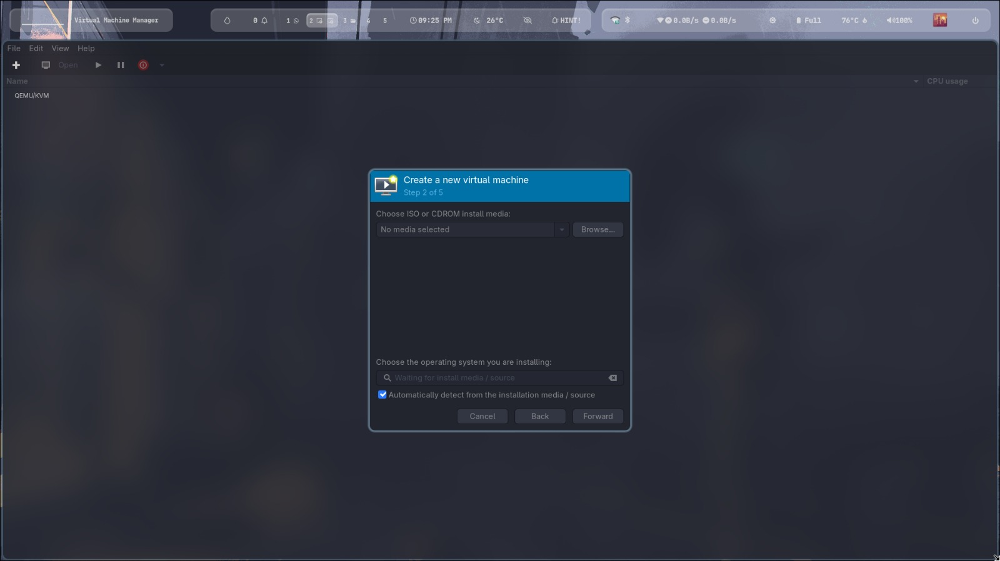 Virtual Machine Manager
0
1
2
3
4
5
09:25 PM
26°C
HINT!
0.0B/s
0.0B/s
Full
76°C
100%
File Edit View Help
Open
Name
CPU usage
QEMU/KVM
Create a new virtual machine
Step 2 of 5
Choose ISO or CDROM install media:
No media selected
Browse...
Choose the operating system you are installing:
Waiting for install media / source
Automatically detect from the installation media / source
Cancel
Back
Forward